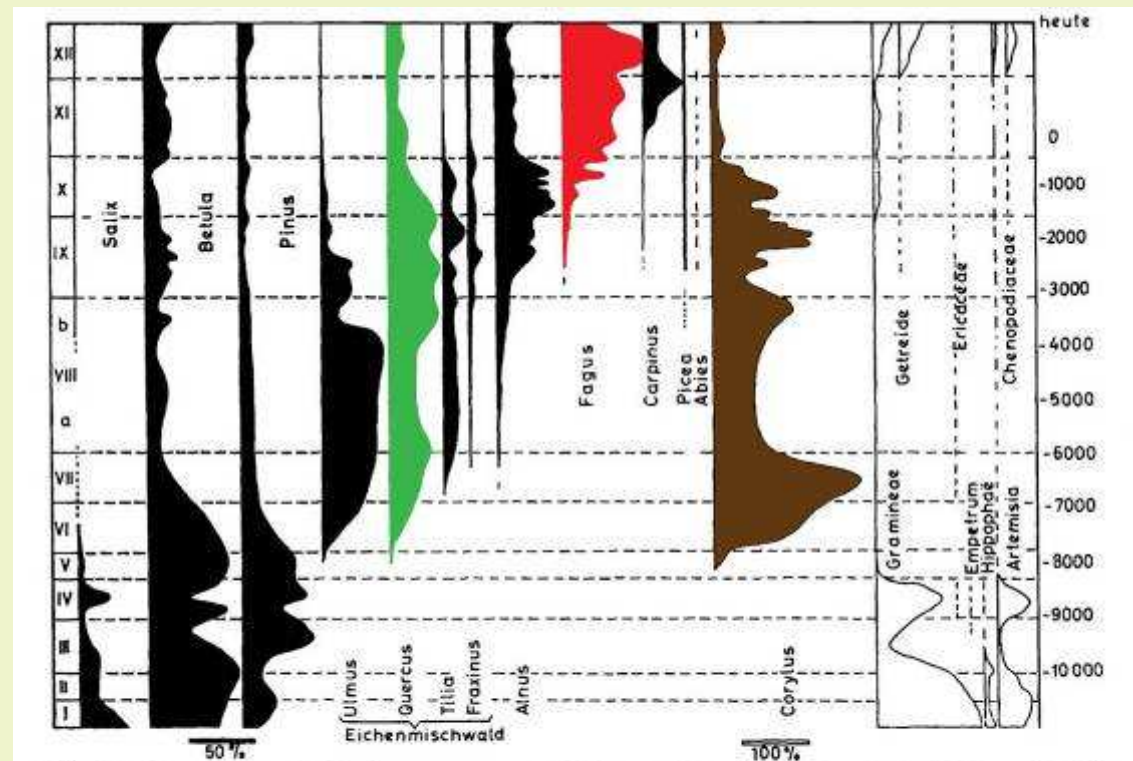 heute
XII
XI
0
X
-1000
IX
-2000
-3000
b
-4000
VIII
a
-5000
-6000
VII
-7000
VI
-8000
V
IV
-9000
III
-10000
II
I
Salix
Betula
Pinus
Ulmus
Quercus
Tilia
Fraxinus
Eichenmischwald
Alnus
Fagus
Carpinus
Picea
Abies
Corylus
Gramineae
Getreide
Ericaceae
Empetrum
Hippophaë
Artemisia
Chenopodiaceae
50%
100%